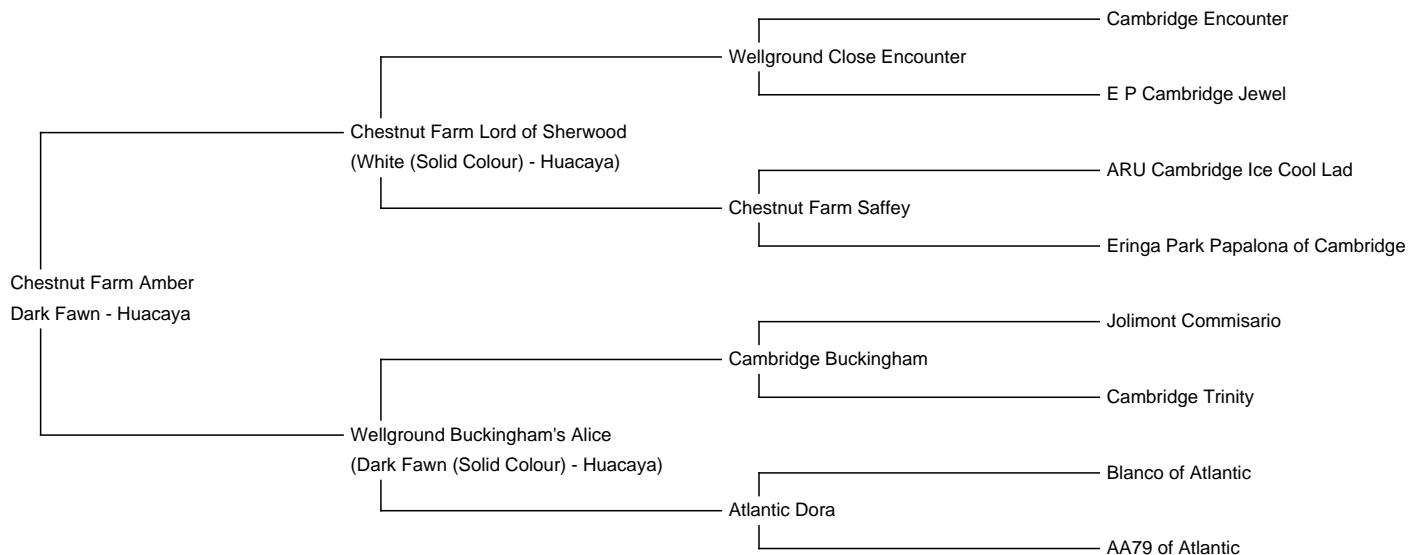 Cambridge Encounter
Wellground Close Encounter
E P Cambridge Jewel
Chestnut Farm Lord of Sherwood
(White (Solid Colour) - Huacaya)
ARU Cambridge Ice Cool Lad
Chestnut Farm Saffey
Eringa Park Papalona of Cambridge
Chestnut Farm Amber
Dark Fawn - Huacaya
Jolimont Commisario
Cambridge Buckingham
Cambridge Trinity
Wellground Buckingham's Alice
(Dark Fawn (Solid Colour) - Huacaya)
Blanco of Atlantic
Atlantic Dora
AA79 of Atlantic